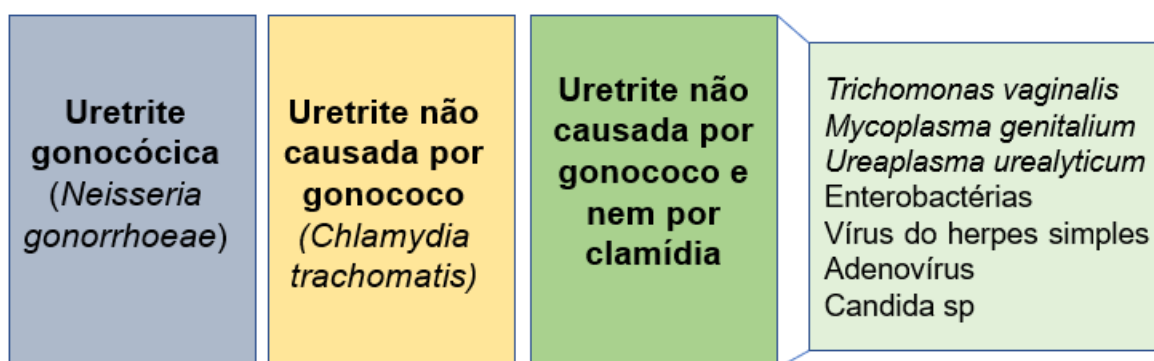 Uretrite
gonocócica
(Neisseria
gonorrhoeae)
Uretrite não
causada por
gonococo
(Chlamydia
trachomatis)
Uretrite não
causada por
gonococo e
nem por
clamídia
Trichomonas vaginalis
Mycoplasma genitalium
Ureaplasma urealyticum
Enterobactérias
Vírus do herpes simples
Adenovírus
Candida sp